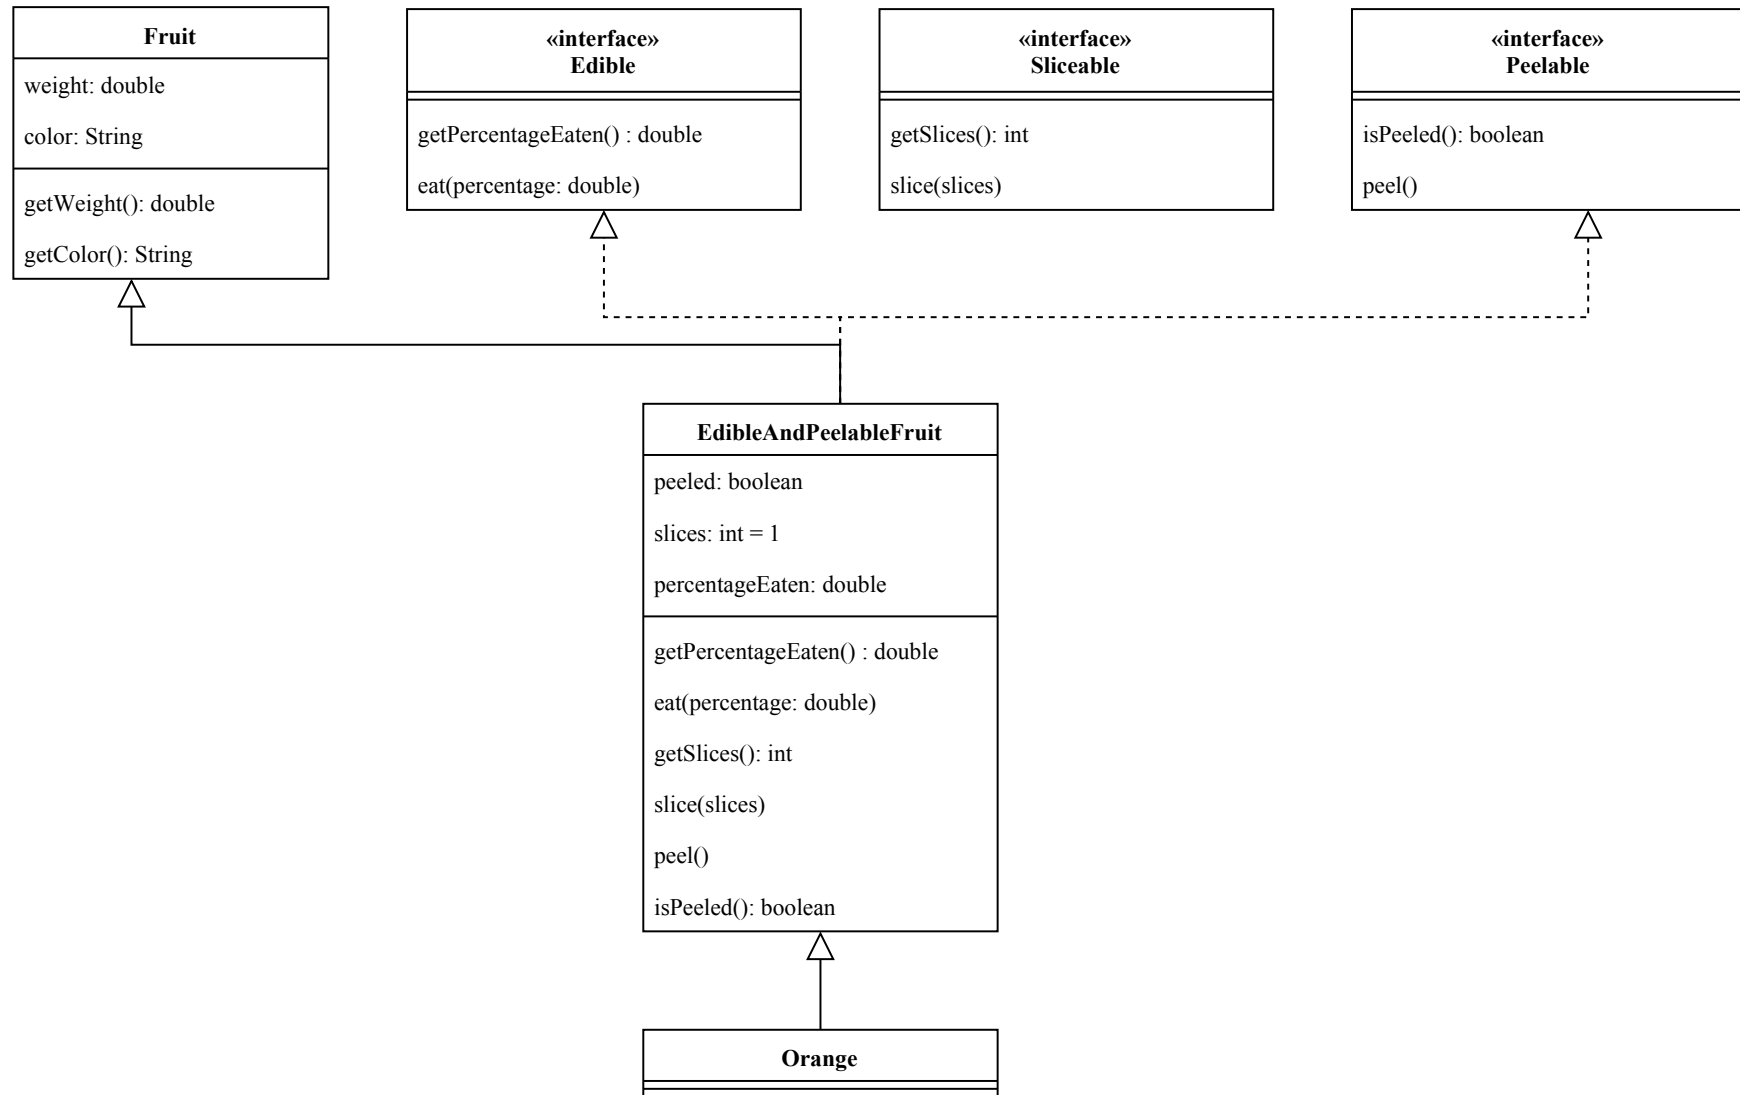 Fruit
weight: double
color: String
getWeight(): double
getColor(): String
«interface»
Edible
getPercentageEaten() : double
eat(percentage: double)
«interface»
Sliceable
getSlices(): int
slice(slices)
«interface»
Peelable
isPeeled(): boolean
peel()
EdibleAndPeelableFruit
peeled: boolean
slices: int = 1
percentageEaten: double
getPercentageEaten() : double
eat(percentage: double)
getSlices(): int
slice(slices)
peel()
isPeeled(): boolean
Orange